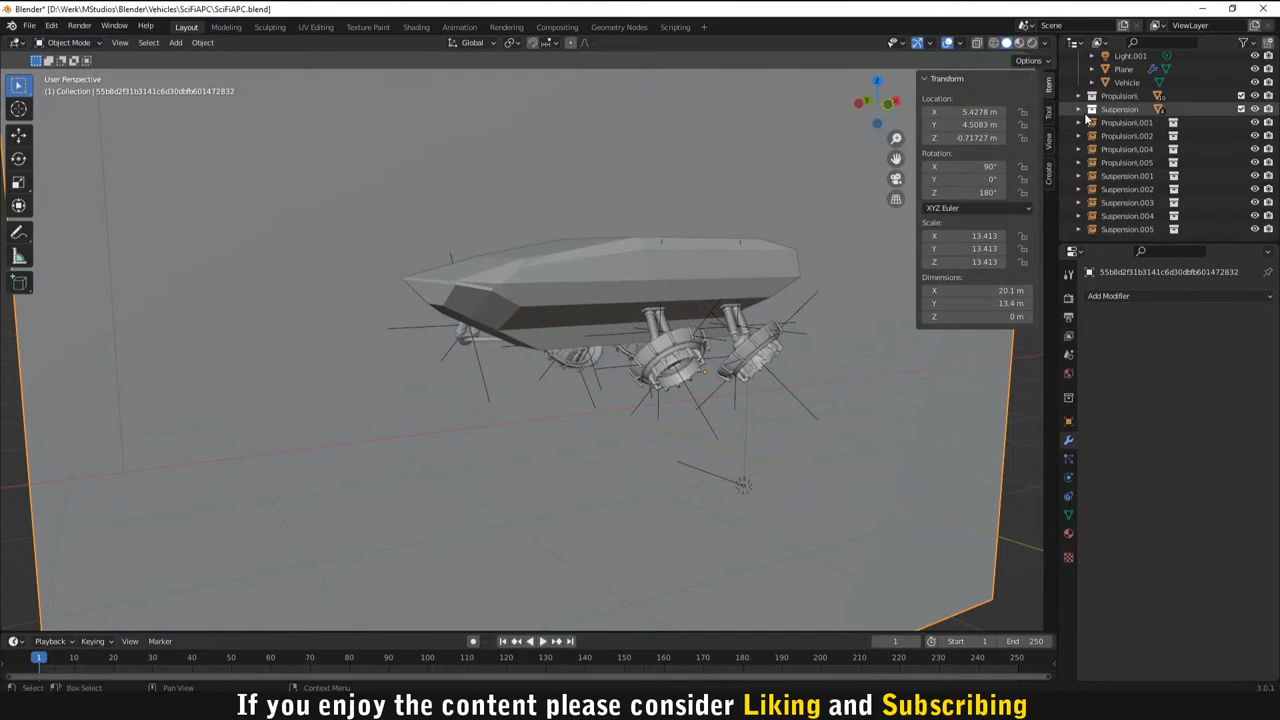 Blender* [D:\Werk\MStudios\Blender\Vehicles\SciFiAPC\SciFiAPC.blend]
File Edit Render Window Help Layout Modeling Sculpting UV Editing Texture Paint Shading Animation Rendering Compositing Geometry Nodes Scripting Scene ViewLayer
Object Mode View Select Add Object Global
Options
User Perspective
(1) Collection | 55b8d2f31b3141c6d30dbfb601472832
Z
X
Y
Transform
Location:
X 5.4278 m
Y 4.5083 m
Z -0.71727 m
Rotation:
X 90°
Y 0°
Z 180°
XYZ Euler
Scale:
X 13.413
Y 13.413
Z 13.413
Dimensions:
X 20.1 m
Y 13.4 m
Z 0 m
Item
Tool
View
Create
Light.001
Plane
Vehicle
Propulsion\
Suspension
Propulsion\.001
Propulsion\.002
Propulsion\.004
Propulsion\.005
Suspension.001
Suspension.002
Suspension.003
Suspension.004
Suspension.005
55b8d2f31b3141c6d30dbfb601472832
Add Modifier
Playback Keying View Marker 1 Start 1 End 250
1 10 20 30 40 50 60 70 80 90 100 110 120 130 140 150 160 170 180 190 200 210 220 230 240 250
Select Box Select Pan View Context Menu 3.0.1
If you enjoy the content please consider Liking and Subscribing